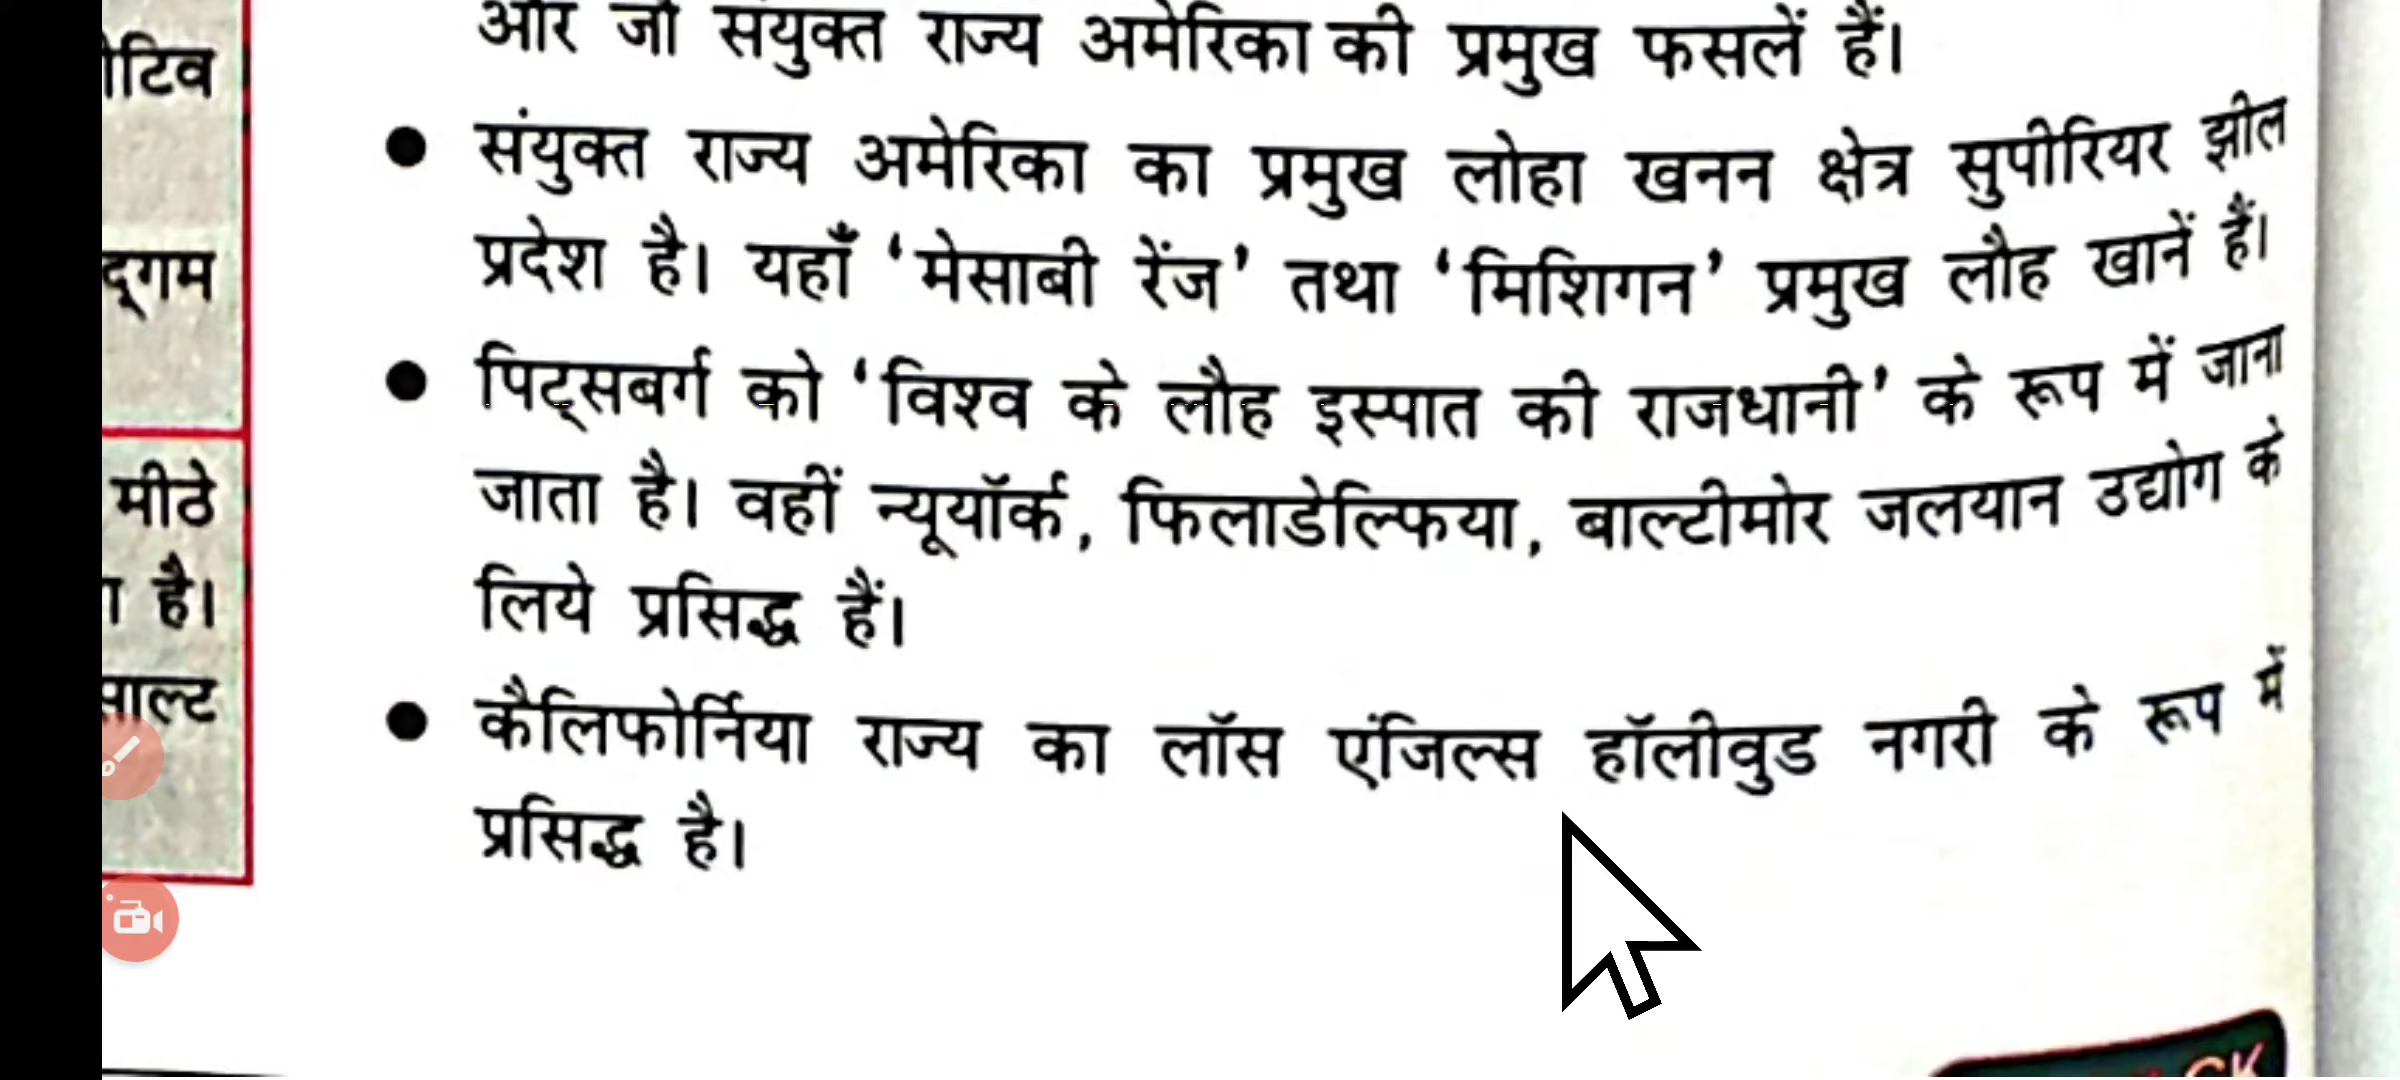 और जौ संयुक्त राज्य अमेरिका की प्रमुख फसलें हैं।
● संयुक्त राज्य अमेरिका का प्रमुख लोहा खनन क्षेत्र सुपीरियर झील
प्रदेश है। यहाँ ‘मेसाबी रेंज’ तथा ‘मिशिगन’ प्रमुख लौह खानें हैं।
● पिट्सबर्ग को ‘विश्व के लौह इस्पात की राजधानी’ के रूप में जाना
जाता है। वहीं न्यूयॉर्क, फिलाडेल्फिया, बाल्टीमोर जलयान उद्योग के
लिये प्रसिद्ध हैं।
● कैलिफोर्निया राज्य का लॉस एंजिल्स हॉलीवुड नगरी के रूप में
प्रसिद्ध है।
मीठे
है।